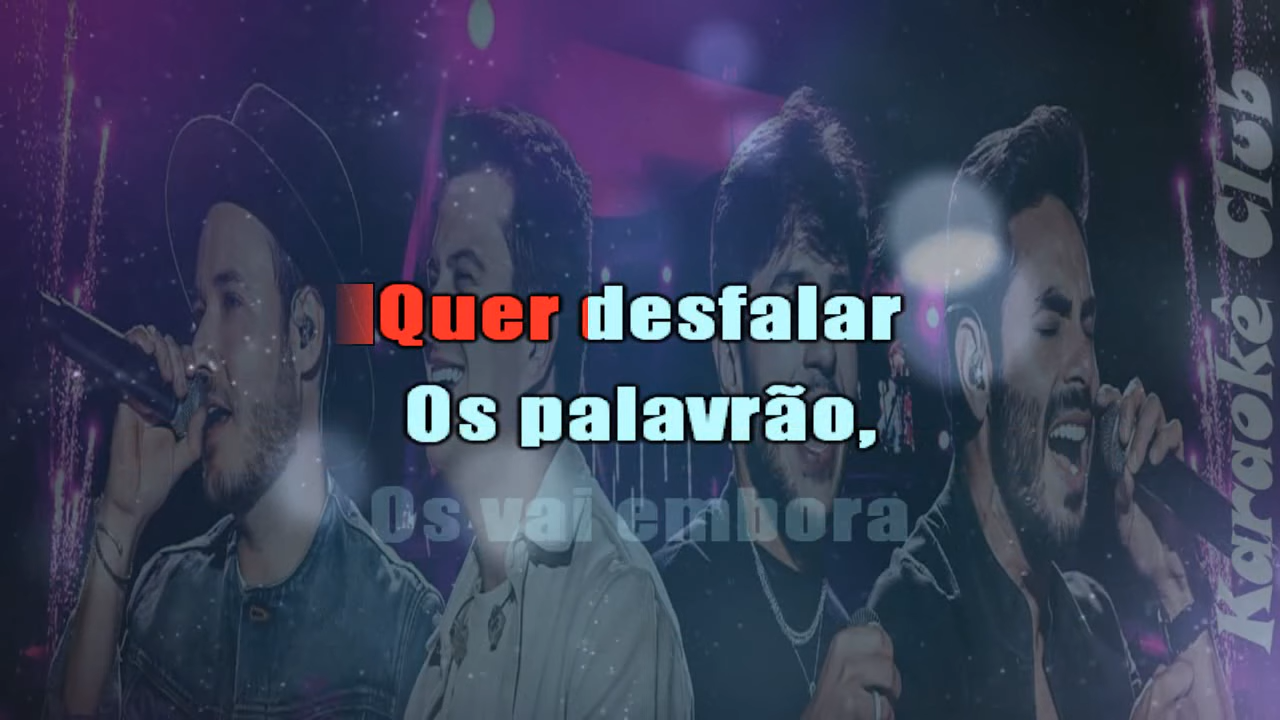 Quer desfalar
Os palavrão,
Os vai embora
Karaokê Club